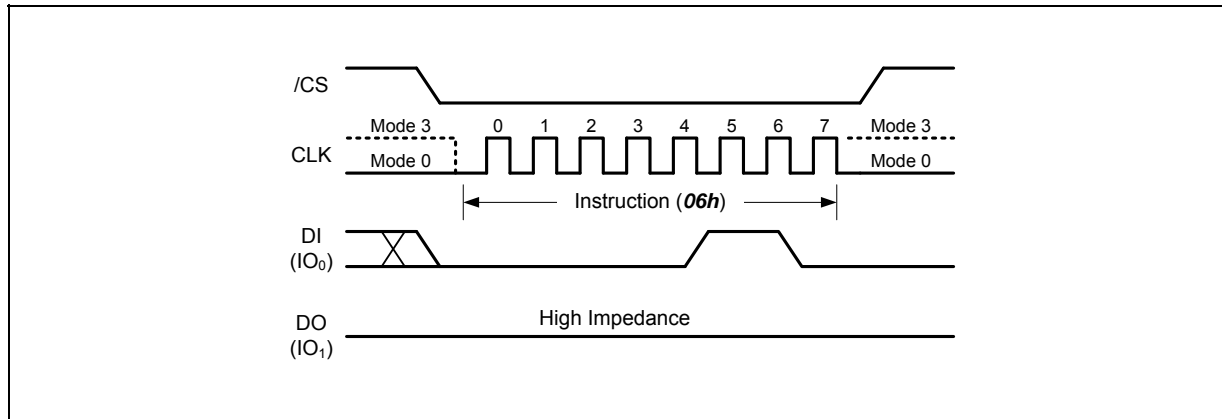 /CS
Mode 3 0 1 2 3 4 5 6 7 Mode 3
CLK
Mode 0 Mode 0
Instruction (06h)
DI
(IO₀)
High Impedance
DO
(IO₁)